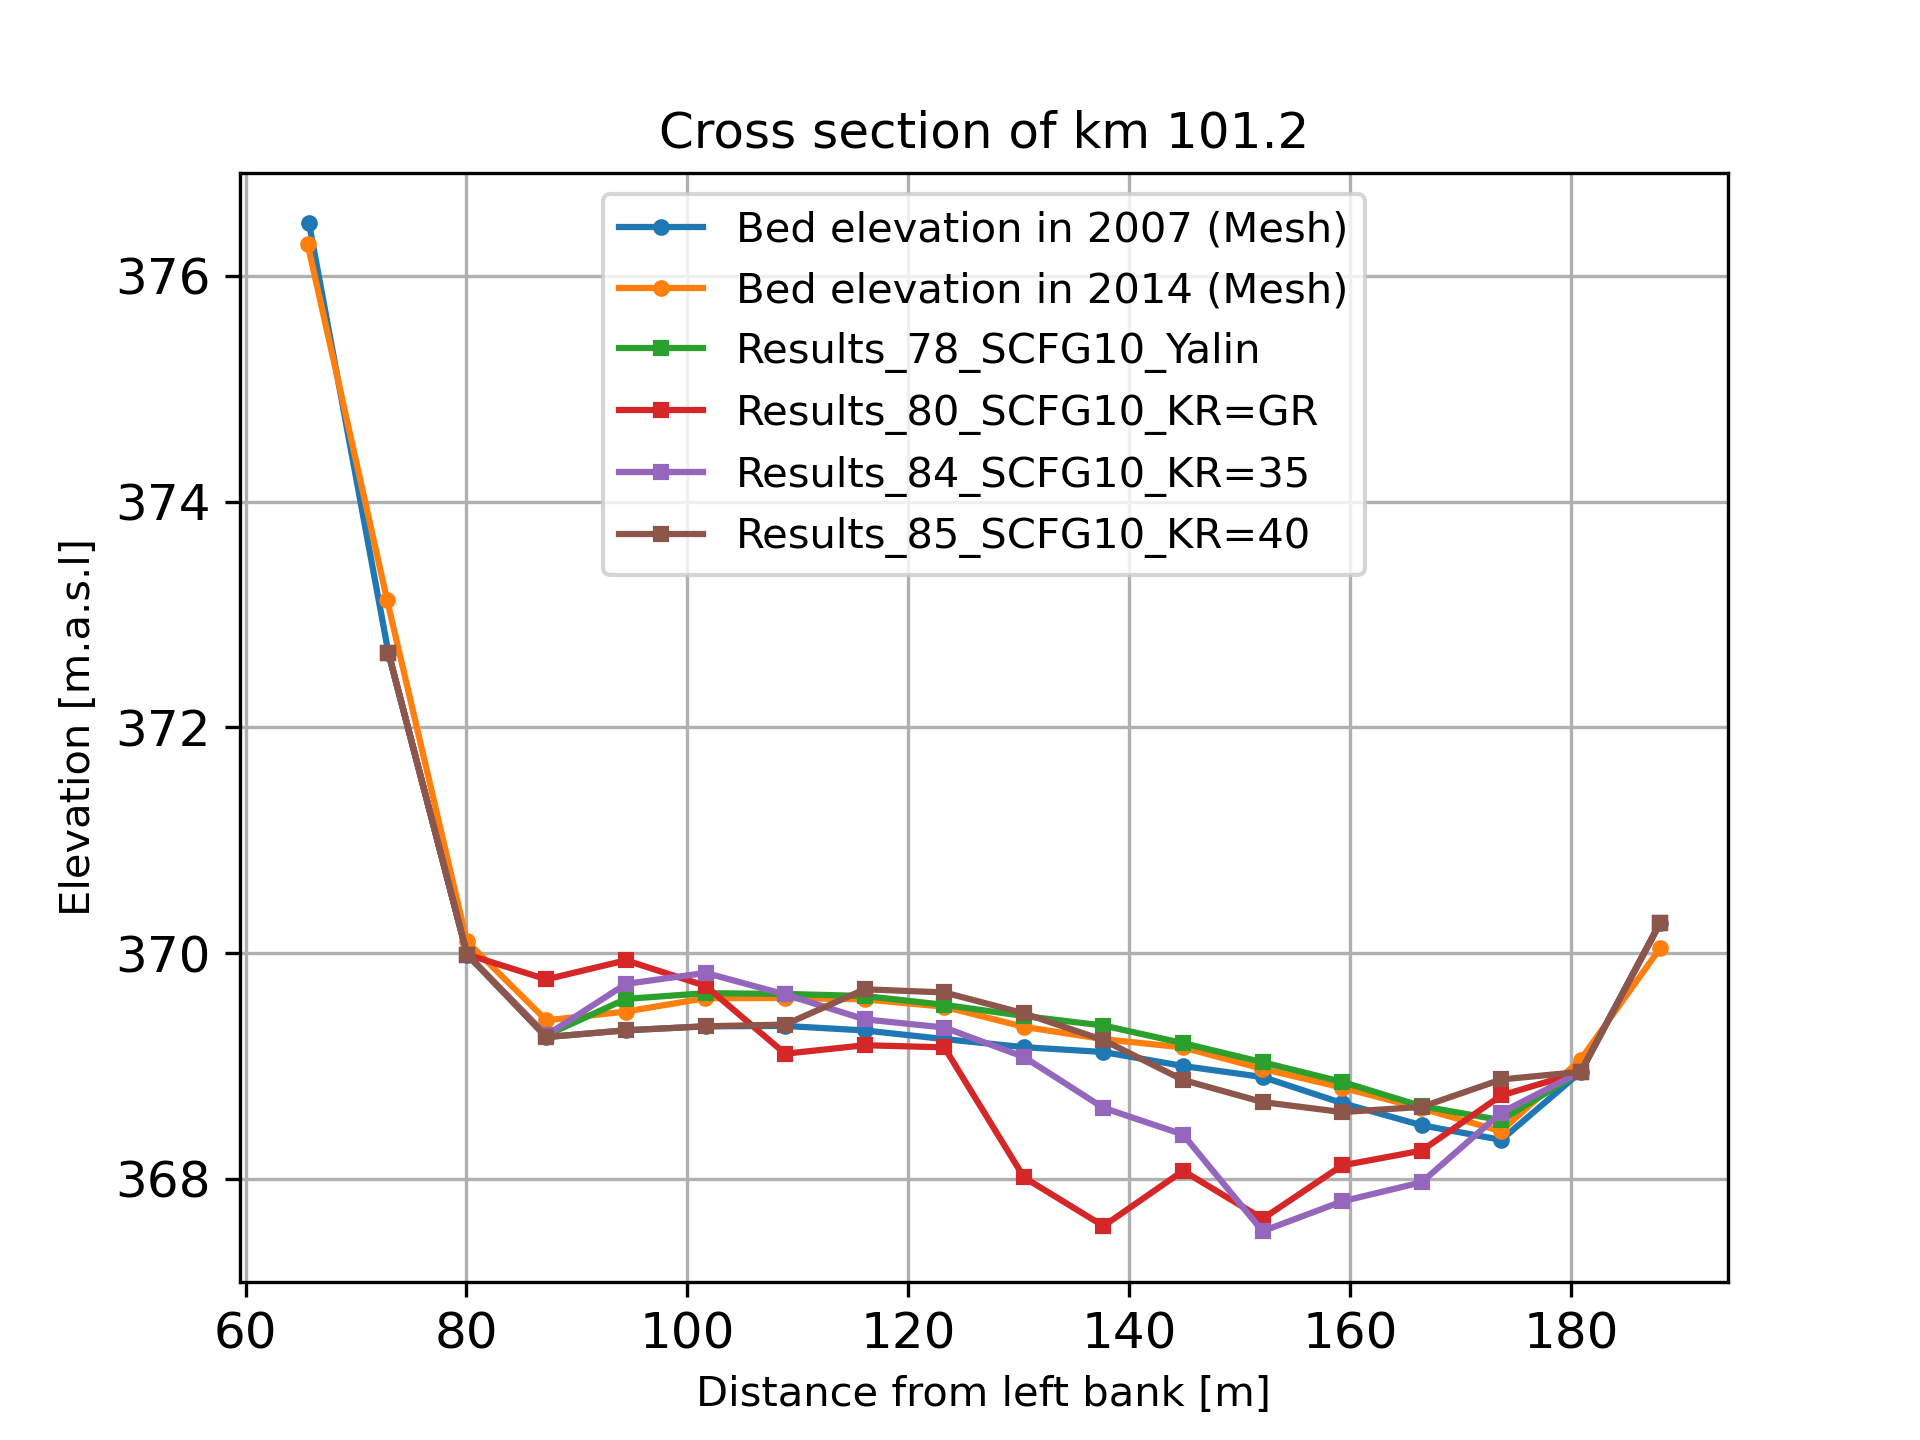 Cross section of km 101.2
Bed elevation in 2007 (Mesh)
Bed elevation in 2014 (Mesh)
Results_78_SCFG10_Yalin
Results_80_SCFG10_KR=GR
Results_84_SCFG10_KR=35
Results_85_SCFG10_KR=40
Elevation [m.a.s.l]
376
374
372
370
368
60 80 100 120 140 160 180
Distance from left bank [m]